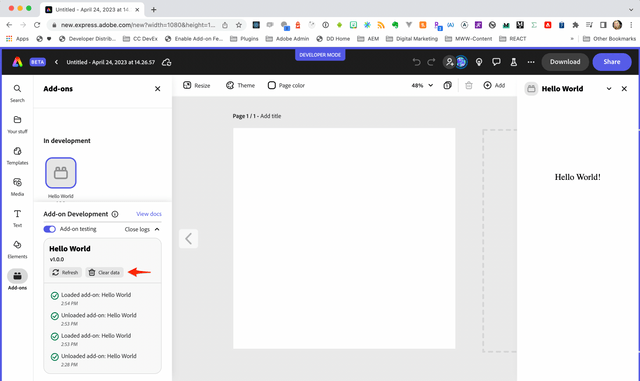 Untitled - April 24, 2023 at 1
new.express.adobe.com/new?width=1080&height=1...
Apps
Welcome
Developer Distrib...
CC DevEx
Enable Add-on Fe...
Plugins
Adobe Admin
DD Home
AEM
Digital Marketing
MWW-Content
REACT
Other Bookmarks
DEVELOPER MODE
BETA
Untitled - April 24, 2023 at 14.26.57
Download
Share
Search
Your stuff
Templates
Media
Text
Elements
Add-ons
Add-ons
In development
Hello World
Add-on Development
View docs
Add-on testing
Close logs
Hello World
v1.0.0
Refresh
Clear data
Loaded add-on: Hello World
2:54 PM
Unloaded add-on: Hello World
2:53 PM
Loaded add-on: Hello World
2:53 PM
Unloaded add-on: Hello World
2:28 PM
Resize
Theme
Page color
48%
Add
Page 1 / 1 - Add title
Hello World
Hello World!